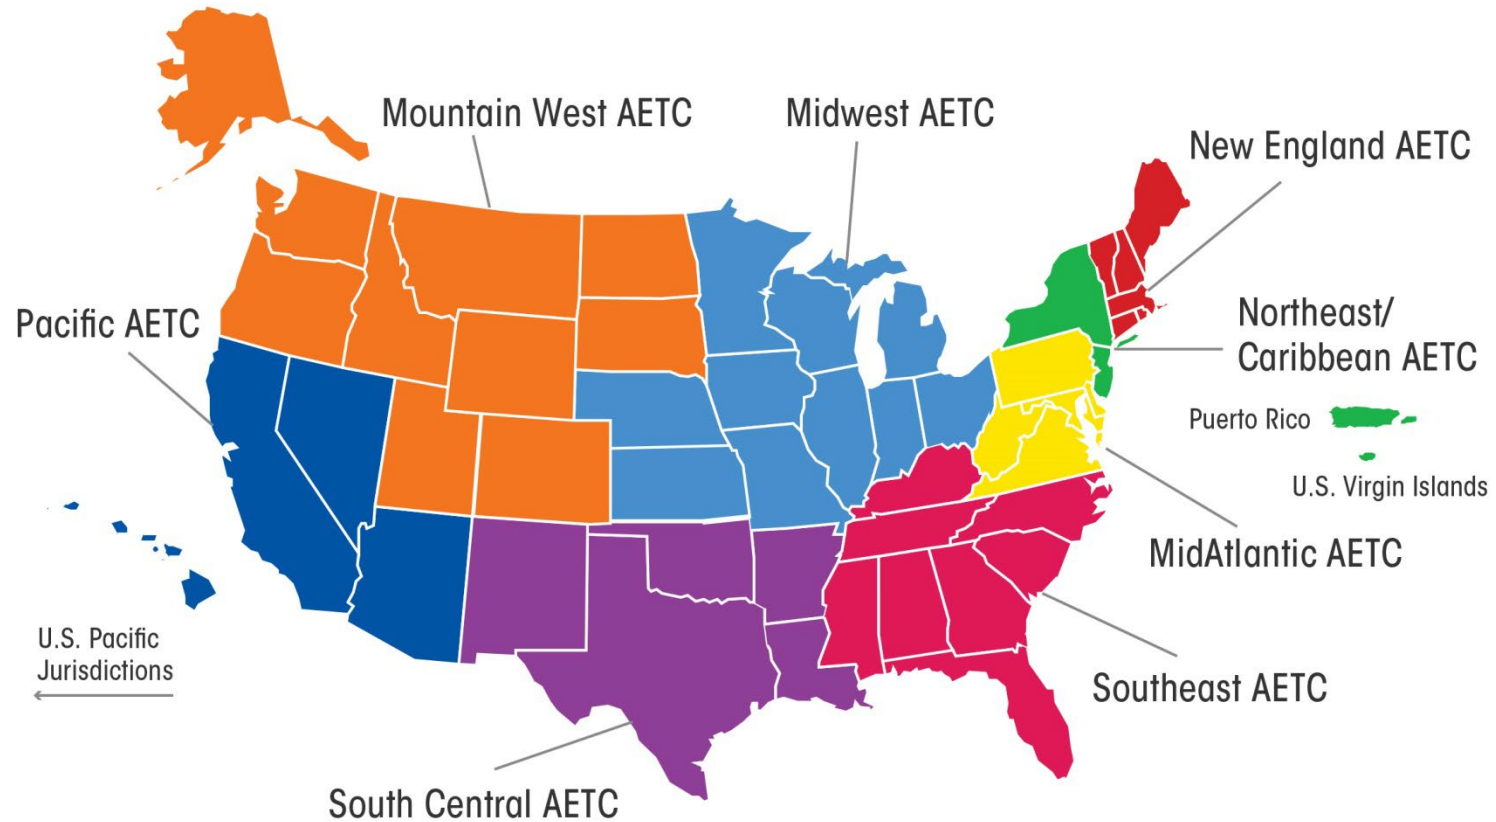 Mountain West AETC
Midwest AETC
New England AETC
Pacific AETC
Northeast/
Caribbean AETC
Puerto Rico
U.S. Virgin Islands
MidAtlantic AETC
U.S. Pacific
Jurisdictions
Southeast AETC
South Central AETC